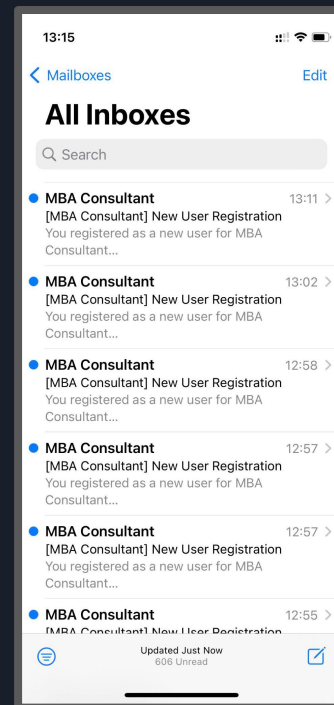 13:15
Mailboxes
Edit
All Inboxes
Search
MBA Consultant 13:11
[MBA Consultant] New User Registration
You registered as a new user for MBA
Consultant...
MBA Consultant 13:02
[MBA Consultant] New User Registration
You registered as a new user for MBA
Consultant...
MBA Consultant 12:58
[MBA Consultant] New User Registration
You registered as a new user for MBA
Consultant...
MBA Consultant 12:57
[MBA Consultant] New User Registration
You registered as a new user for MBA
Consultant...
MBA Consultant 12:57
[MBA Consultant] New User Registration
You registered as a new user for MBA
Consultant...
MBA Consultant 12:55
[MBA Consultant] New User Registration
Updated Just Now
606 Unread